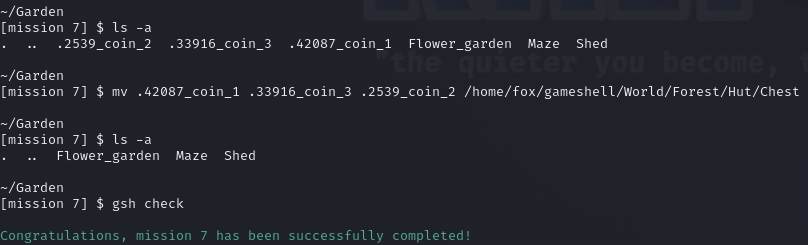 ~/Garden
[mission 7] $ ls -a
.  ..  .2539_coin_2  .33916_coin_3  .42087_coin_1  Flower_garden  Maze  Shed
"the quieter you become, t
~/Garden
[mission 7] $ mv .42087_coin_1 .33916_coin_3 .2539_coin_2 /home/fox/gameshell/World/Forest/Hut/Chest
~/Garden
[mission 7] $ ls -a
.  ..  Flower_garden  Maze  Shed
~/Garden
[mission 7] $ gsh check
Congratulations, mission 7 has been successfully completed!